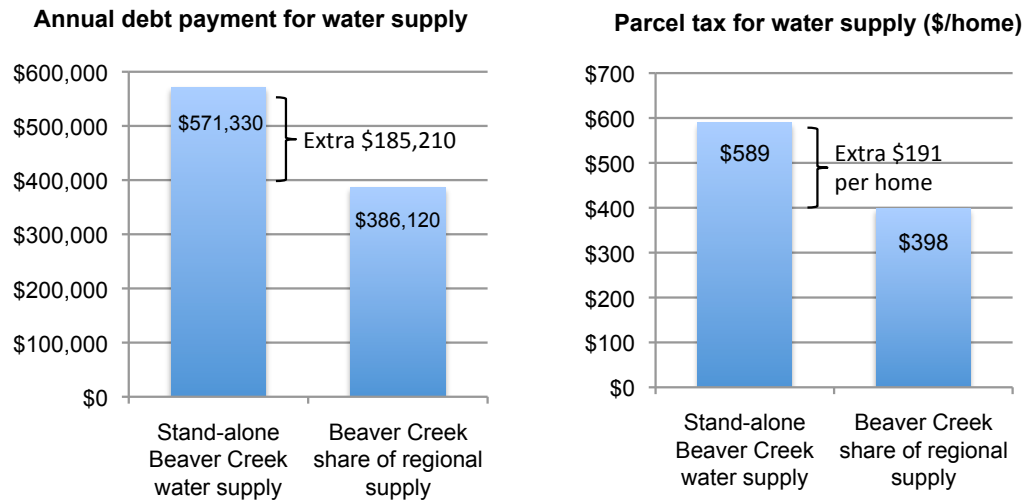 Annual debt payment for water supply
$600,000
$500,000
$400,000
$300,000
$200,000
$100,000
$0
$571,330
Extra $185,210
$386,120
Stand-alone
Beaver Creek
water supply
Beaver Creek
share of regional
supply
Parcel tax for water supply ($/home)
$700
$600
$500
$400
$300
$200
$100
$0
$589
Extra $191
per home
$398
Stand-alone
Beaver Creek
water supply
Beaver Creek
share of regional
supply